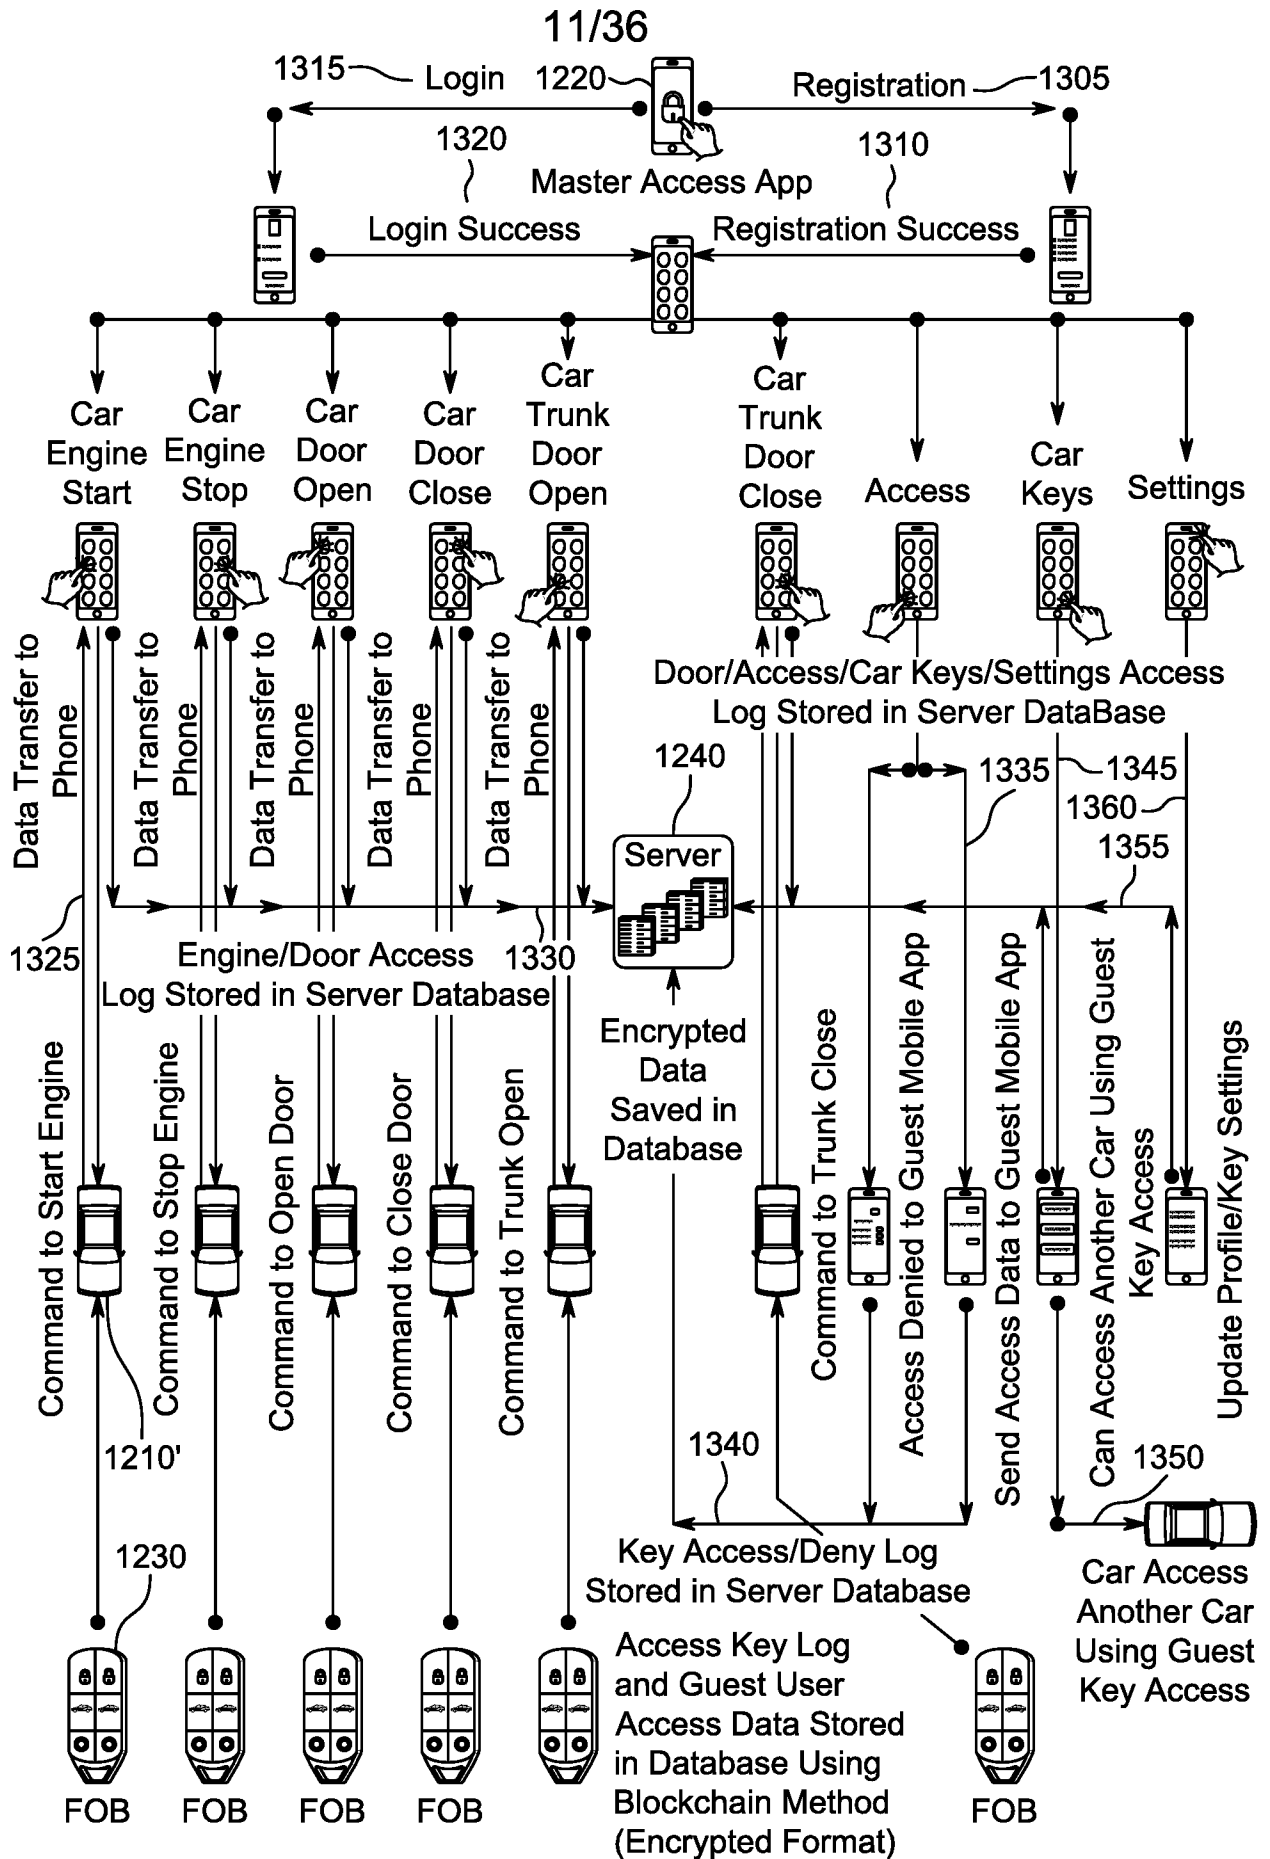 11/36
1315
Login
1220
Registration
1305
1320
1310
Master Access App
Login Success
Registration Success
Car
Engine
Start
Car
Engine
Stop
Car
Door
Open
Car
Door
Close
Car
Trunk
Door
Open
Car
Trunk
Door
Close
Access
Car
Keys
Settings
Data Transfer to
Phone
Data Transfer to
Phone
Data Transfer to
Phone
Data Transfer to
Phone
Data Transfer to
Phone
Door/Access/Car Keys/Settings Access
Log Stored in Server DataBase
1240
1335
1345
1360
1355
Server
1325
Engine/Door Access
Log Stored in Server Database
1330
Encrypted
Data
Saved in
Database
Command to Start Engine
Command to Stop Engine
Command to Open Door
Command to Close Door
Command to Trunk Open
Command to Trunk Close
Access Denied to Guest Mobile App
Send Access Data to Guest Mobile App
Can Access Another Car Using Guest
Key Access
Update Profile/Key Settings
1210'
1340
1350
Key Access/Deny Log
Stored in Server Database
Car Access
Another Car
Using Guest
Key Access
1230
Access Key Log
and Guest User
Access Data Stored
in Database Using
Blockchain Method
(Encrypted Format)
FOB
FOB
FOB
FOB
FOB